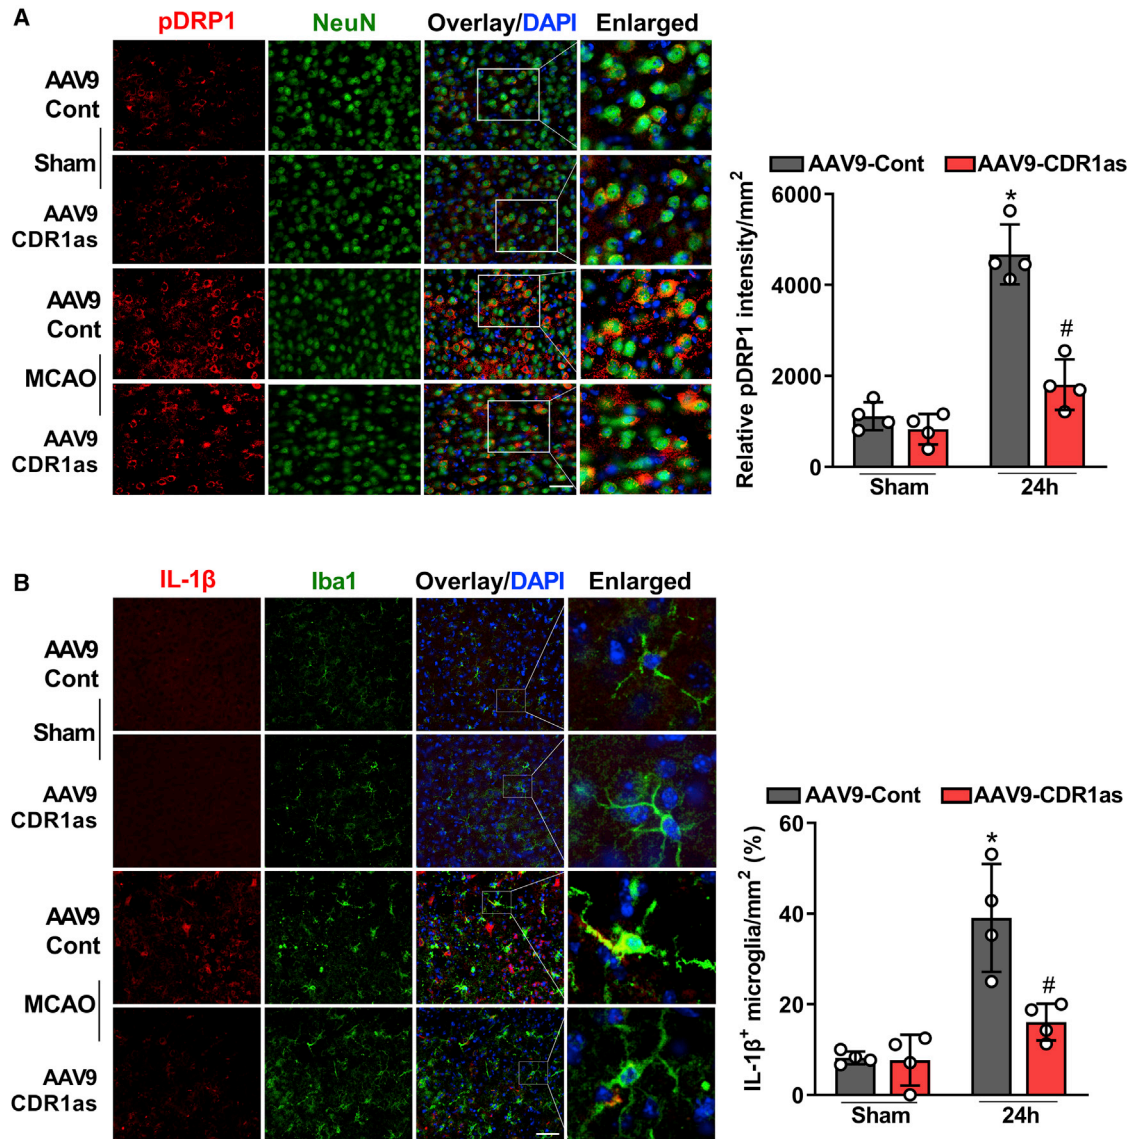 A
pDRP1 NeuN Overlay/DAPI Enlarged
AAV9
Cont
Sham
AAV9
CDR1as
AAV9
Cont
MCAO
AAV9
CDR1as
AAV9-Cont AAV9-CDR1as
Relative pDRP1 intensity/mm²
6000
4000
2000
0
*
#
Sham 24h
B
IL-1β Iba1 Overlay/DAPI Enlarged
AAV9
Cont
Sham
AAV9
CDR1as
AAV9
Cont
MCAO
AAV9
CDR1as
AAV9-Cont AAV9-CDR1as
IL-1β⁺ microglia/mm² (%)
60
40
20
0
*
#
Sham 24h